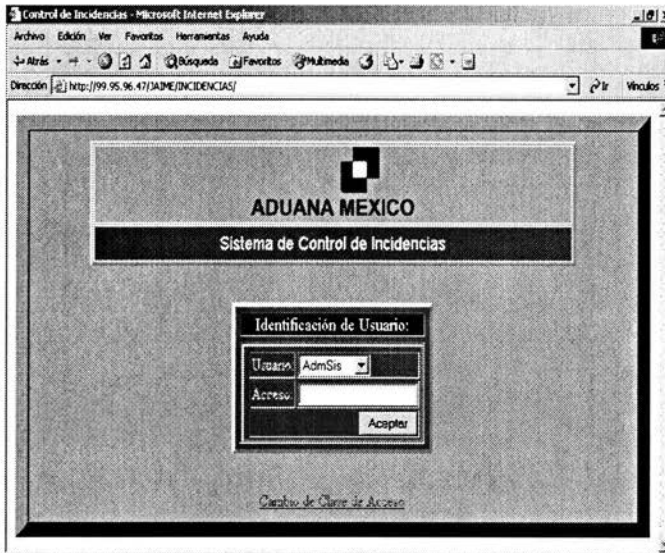 Control de Incidencias - Microsoft Internet Explorer
Archivo Edición Ver Favoritos Herramientas Ayuda
Atrás Búsqueda Favoritos Multimedia
Dirección http://99.95.96.47/JAIME/INCIDENCIAS/ Ir Vínculos
ADUANA MEXICO
Sistema de Control de Incidencias
Identificación de Usuario:
Usuario: AdmSis
Acceso:
Aceptar
Cambio de Clave de Acceso